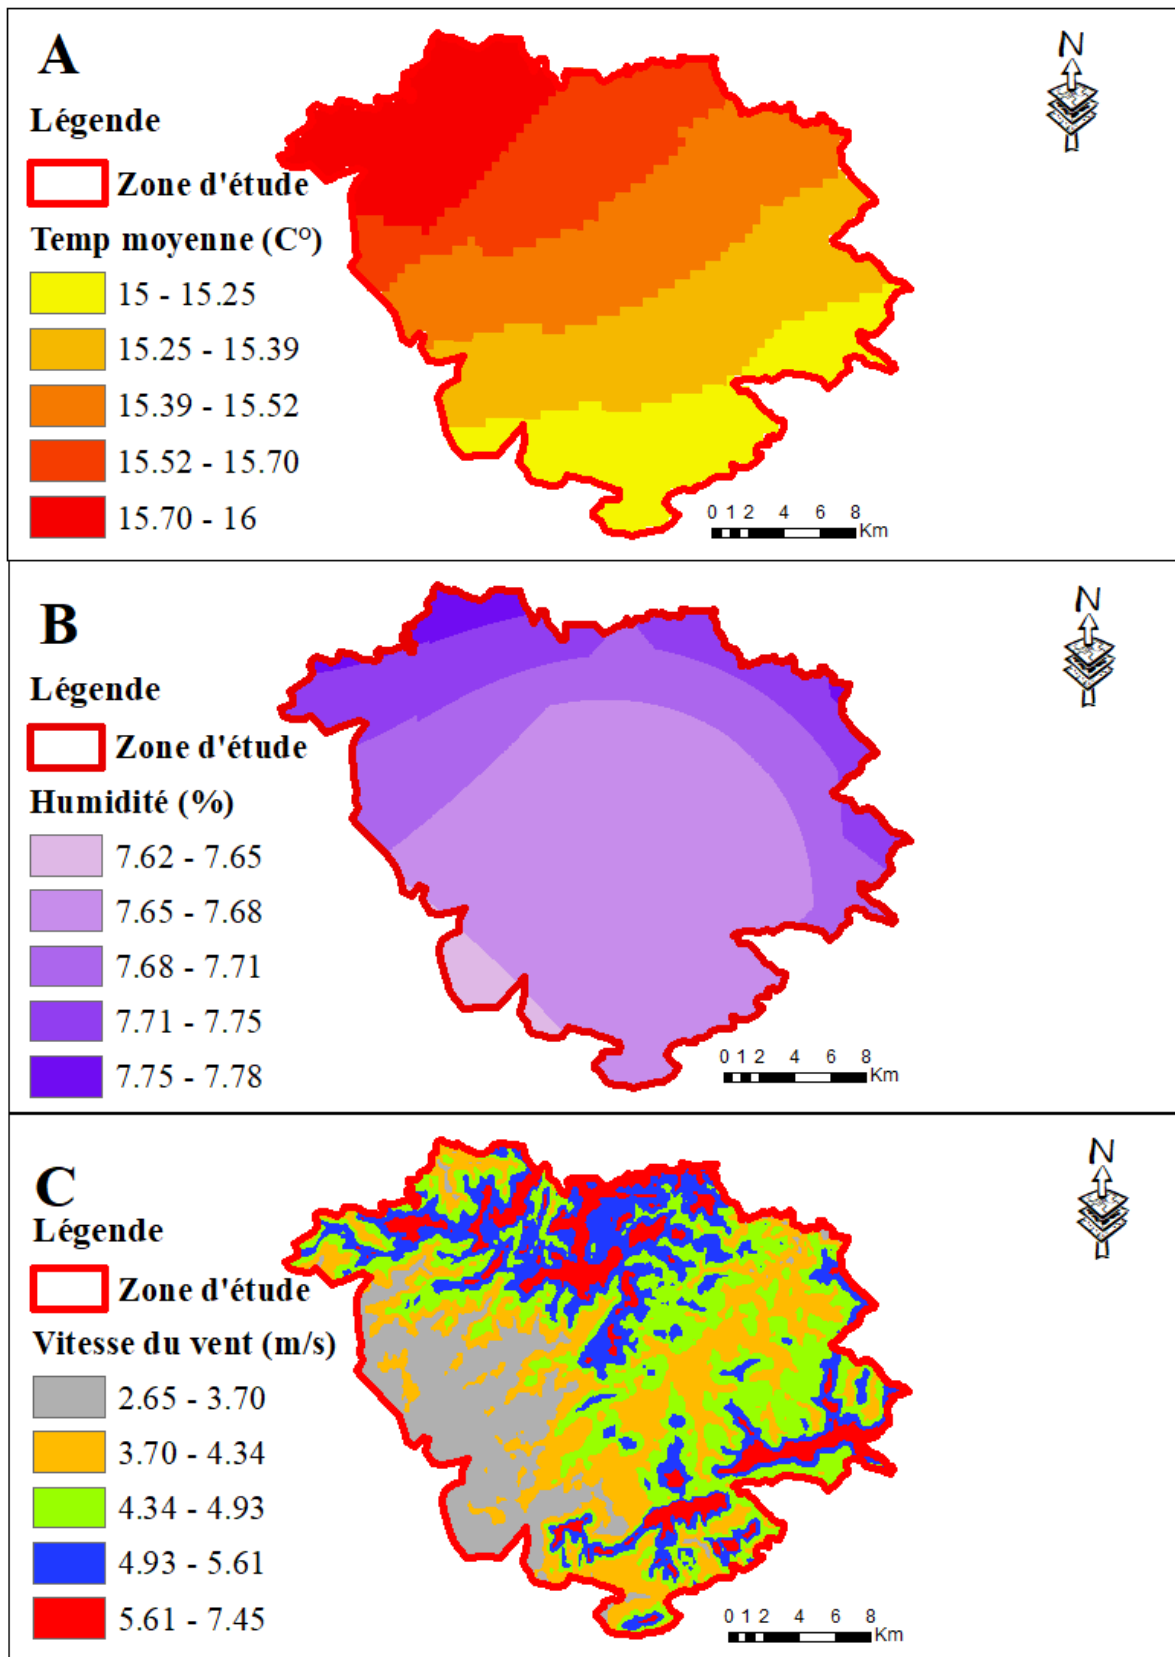 A
N
Légende
Zone d'étude
Temp moyenne (C°)
15 - 15.25
15.25 - 15.39
15.39 - 15.52
15.52 - 15.70
15.70 - 16
0 1 2 4 6 8
Km
B
N
Légende
Zone d'étude
Humidité (%)
7.62 - 7.65
7.65 - 7.68
7.68 - 7.71
7.71 - 7.75
7.75 - 7.78
0 1 2 4 6 8
Km
C
N
Légende
Zone d'étude
Vitesse du vent (m/s)
2.65 - 3.70
3.70 - 4.34
4.34 - 4.93
4.93 - 5.61
5.61 - 7.45
0 1 2 4 6 8
Km